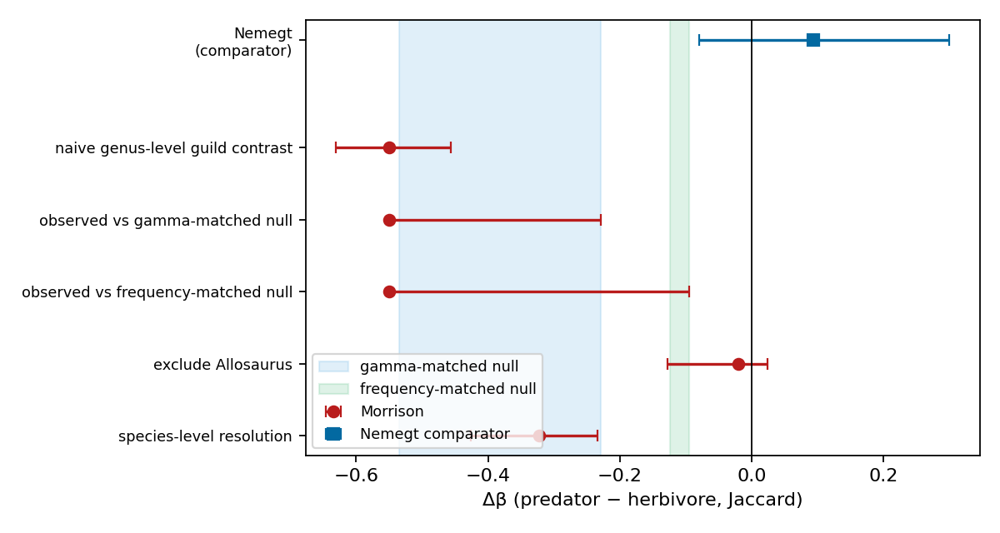 Nemegt
(comparator)
naive genus-level guild contrast
observed vs gamma-matched null
observed vs frequency-matched null
exclude Allosaurus
species-level resolution
gamma-matched null
frequency-matched null
Morrison
Nemegt comparator
−0.6 −0.4 −0.2 0.0 0.2
Δβ (predator − herbivore, Jaccard)